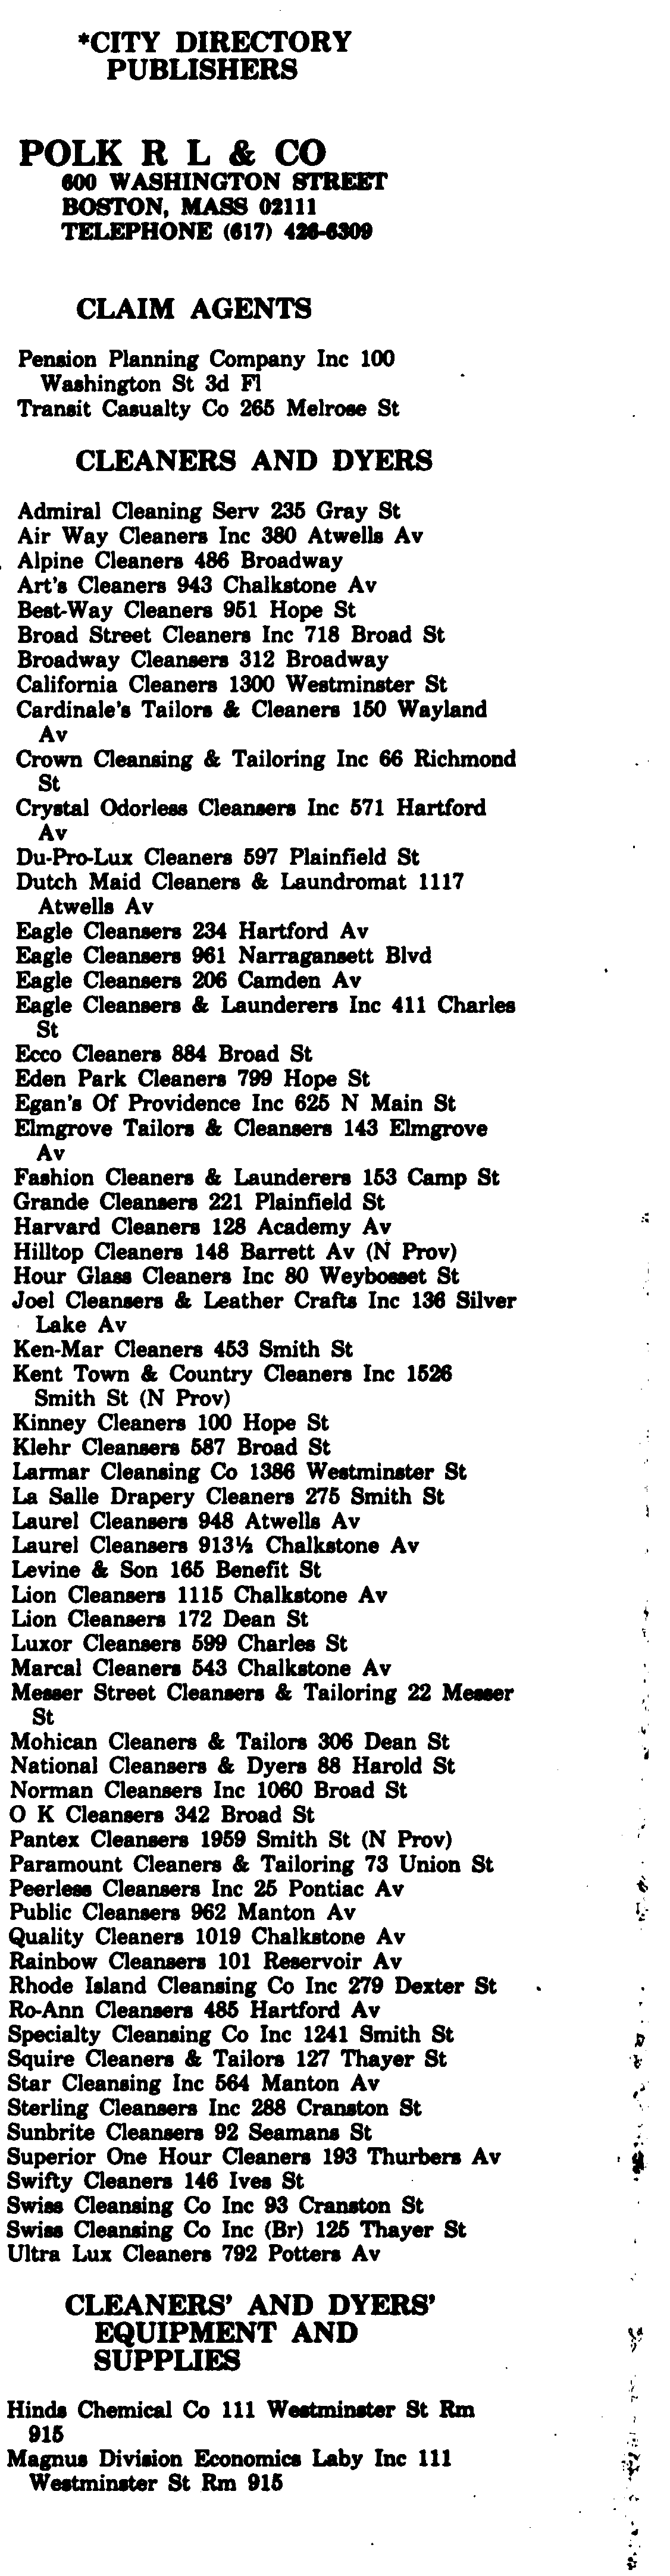 *CITY DIRECTORY
PUBLISHERS
POLK R L & CO
600 WASHINGTON STREET
BOSTON, MASS 02111
TELEPHONE (617) 426-6309
CLAIM AGENTS
Pension Planning Company Inc 100
Washington St 3d Fl
Transit Casualty Co 265 Melrose St
CLEANERS AND DYERS
Admiral Cleaning Serv 235 Gray St
Air Way Cleaners Inc 380 Atwells Av
Alpine Cleaners 486 Broadway
Art's Cleaners 943 Chalkstone Av
Best-Way Cleaners 951 Hope St
Broad Street Cleaners Inc 718 Broad St
Broadway Cleansers 312 Broadway
California Cleaners 1300 Westminster St
Cardinale's Tailors & Cleaners 150 Wayland
Av
Crown Cleansing & Tailoring Inc 66 Richmond
St
Crystal Odorless Cleansers Inc 571 Hartford
Av
Du-Pro-Lux Cleaners 597 Plainfield St
Dutch Maid Cleaners & Laundromat 1117
Atwells Av
Eagle Cleansers 234 Hartford Av
Eagle Cleansers 961 Narragansett Blvd
Eagle Cleansers 206 Camden Av
Eagle Cleansers & Launderers Inc 411 Charles
St
Ecco Cleaners 884 Broad St
Eden Park Cleaners 799 Hope St
Egan's Of Providence Inc 625 N Main St
Elmgrove Tailors & Cleansers 143 Elmgrove
Av
Fashion Cleaners & Launderers 153 Camp St
Grande Cleansers 221 Plainfield St
Harvard Cleaners 128 Academy Av
Hilltop Cleaners 148 Barrett Av (N Prov)
Hour Glass Cleaners Inc 80 Weybosset St
Joel Cleansers & Leather Crafts Inc 136 Silver
Lake Av
Ken-Mar Cleaners 453 Smith St
Kent Town & Country Cleaners Inc 1526
Smith St (N Prov)
Kinney Cleaners 100 Hope St
Klehr Cleansers 587 Broad St
Larmar Cleansing Co 1386 Westminster St
La Salle Drapery Cleaners 275 Smith St
Laurel Cleansers 948 Atwells Av
Laurel Cleansers 913½ Chalkstone Av
Levine & Son 165 Benefit St
Lion Cleansers 1115 Chalkstone Av
Lion Cleansers 172 Dean St
Luxor Cleansers 599 Charles St
Marcal Cleaners 543 Chalkstone Av
Messer Street Cleansers & Tailoring 22 Messer
St
Mohican Cleaners & Tailors 306 Dean St
National Cleansers & Dyers 88 Harold St
Norman Cleansers Inc 1060 Broad St
O K Cleansers 342 Broad St
Pantex Cleansers 1959 Smith St (N Prov)
Paramount Cleaners & Tailoring 73 Union St
Peerless Cleansers Inc 25 Pontiac Av
Public Cleansers 962 Manton Av
Quality Cleaners 1019 Chalkstone Av
Rainbow Cleansers 101 Reservoir Av
Rhode Island Cleansing Co Inc 279 Dexter St
Ro-Ann Cleansers 485 Hartford Av
Specialty Cleansing Co Inc 1241 Smith St
Squire Cleaners & Tailors 127 Thayer St
Star Cleansing Inc 564 Manton Av
Sterling Cleansers Inc 288 Cranston St
Sunbrite Cleansers 92 Seamans St
Superior One Hour Cleaners 193 Thurbers Av
Swifty Cleaners 146 Ives St
Swiss Cleansing Co Inc 93 Cranston St
Swiss Cleansing Co Inc (Br) 125 Thayer St
Ultra Lux Cleaners 792 Potters Av
CLEANERS' AND DYERS'
EQUIPMENT AND
SUPPLIES
Hinds Chemical Co 111 Westminster St Rm
915
Magnus Division Economics Laby Inc 111
Westminster St Rm 915